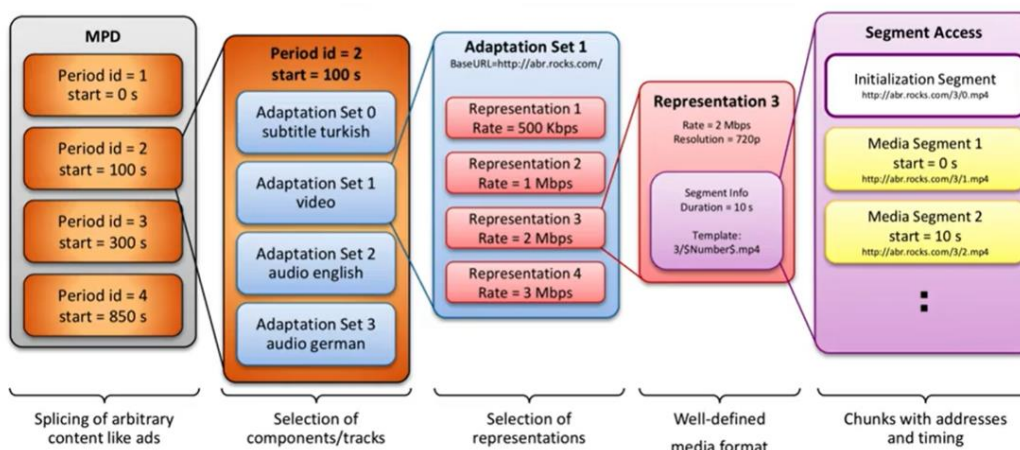 MPD
Period id = 1
start = 0 s
Period id = 2
start = 100 s
Period id = 3
start = 300 s
Period id = 4
start = 850 s
Splicing of arbitrary
content like ads
Period id = 2
start = 100 s
Adaptation Set 0
subtitle turkish
Adaptation Set 1
video
Adaptation Set 2
audio english
Adaptation Set 3
audio german
Selection of
components/tracks
Adaptation Set 1
BaseURL=http://abr.rocks.com/
Representation 1
Rate = 500 Kbps
Representation 2
Rate = 1 Mbps
Representation 3
Rate = 2 Mbps
Representation 4
Rate = 3 Mbps
Selection of
representations
Representation 3
Rate = 2 Mbps
Resolution = 720p
Segment Info
Duration = 10 s
Template:
3/$Number$.mp4
Well-defined
media format
Segment Access
Initialization Segment
http://abr.rocks.com/3/0.mp4
Media Segment 1
start = 0 s
http://abr.rocks.com/3/1.mp4
Media Segment 2
start = 10 s
http://abr.rocks.com/3/2.mp4
Chunks with addresses
and timing